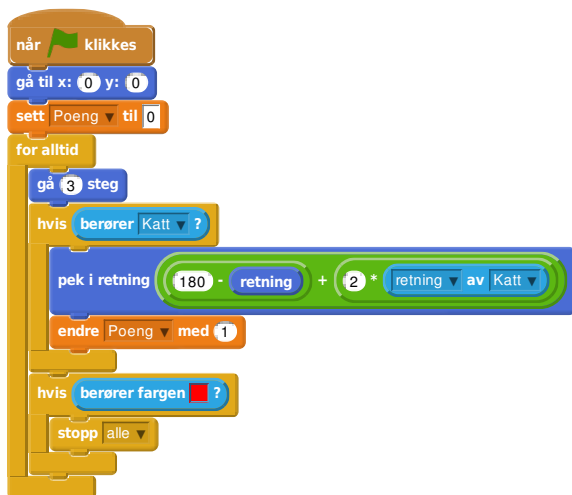 når klikkes
gå til x: 0 y: 0
sett Poeng til 0
for alltid
gå 3 steg
hvis berører Katt ?
pek i retning 180 - retning + 2 * retning av Katt
endre Poeng med 1
hvis berører fargen ?
stopp alle